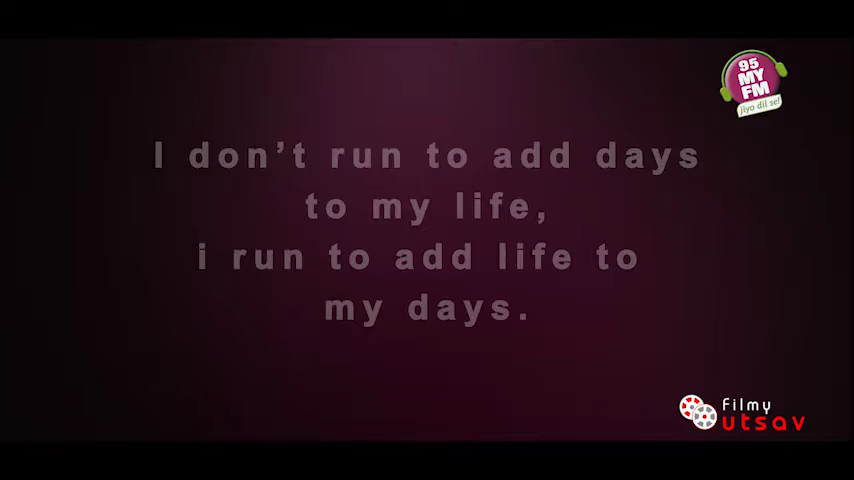 95
MY
FM
jiyo dil se!
I don’t run to add days
to my life,
i run to add life to
my days.
Filmy
utsav